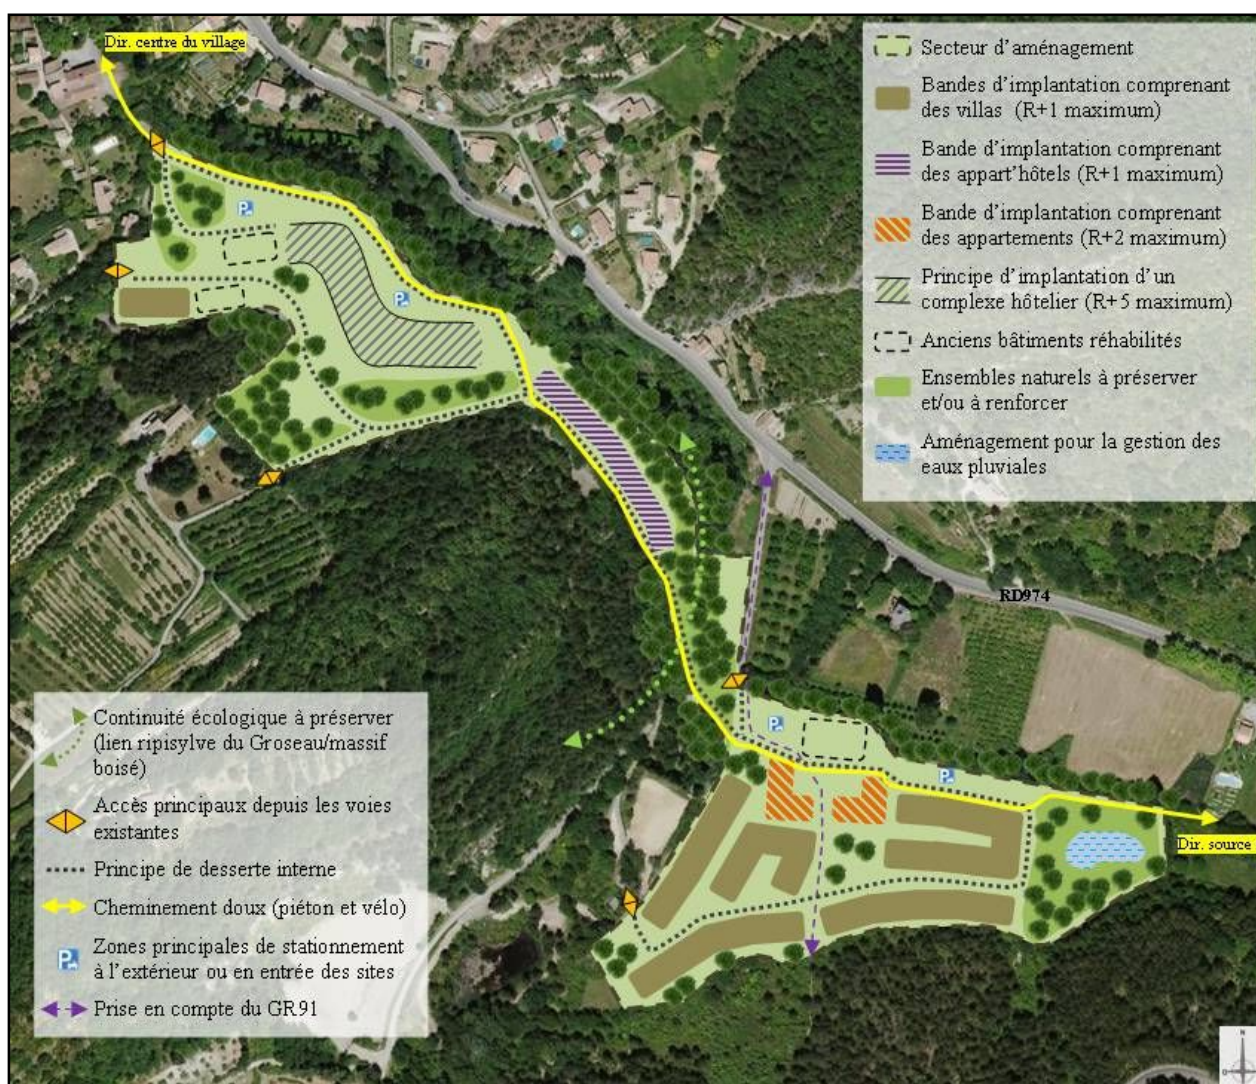 Dir. centre du village
Secteur d'aménagement
Bandes d'implantation comprenant
des villas (R+1 maximum)
Bande d'implantation comprenant
des appart'hôtels (R+1 maximum)
Bande d'implantation comprenant
des appartements (R+2 maximum)
Principe d'implantation d'un
complexe hôtelier (R+5 maximum)
Anciens bâtiments réhabilités
Ensembles naturels à préserver
et/ou à renforcer
Aménagement pour la gestion des
eaux pluviales
P
P
RD974
P
P
Dir. source
Continuité écologique à préserver
(lien ripisylve du Groseau/massif
boisé)
Accès principaux depuis les voies
existantes
Principe de desserte interne
Cheminement doux (piéton et vélo)
P
Zones principales de stationnement
à l'extérieur ou en entrée des sites
Prise en compte du GR91
N